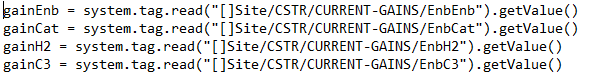 gainEnb = system.tag.read("[]Site/CSTR/CURRENT-GAINS/EnbEnb").getValue()
gainCat = system.tag.read("[]Site/CSTR/CURRENT-GAINS/EnbCat").getValue()
gainH2 = system.tag.read("[]Site/CSTR/CURRENT-GAINS/EnbH2").getValue()
gainC3 = system.tag.read("[]Site/CSTR/CURRENT-GAINS/EnbC3").getValue()